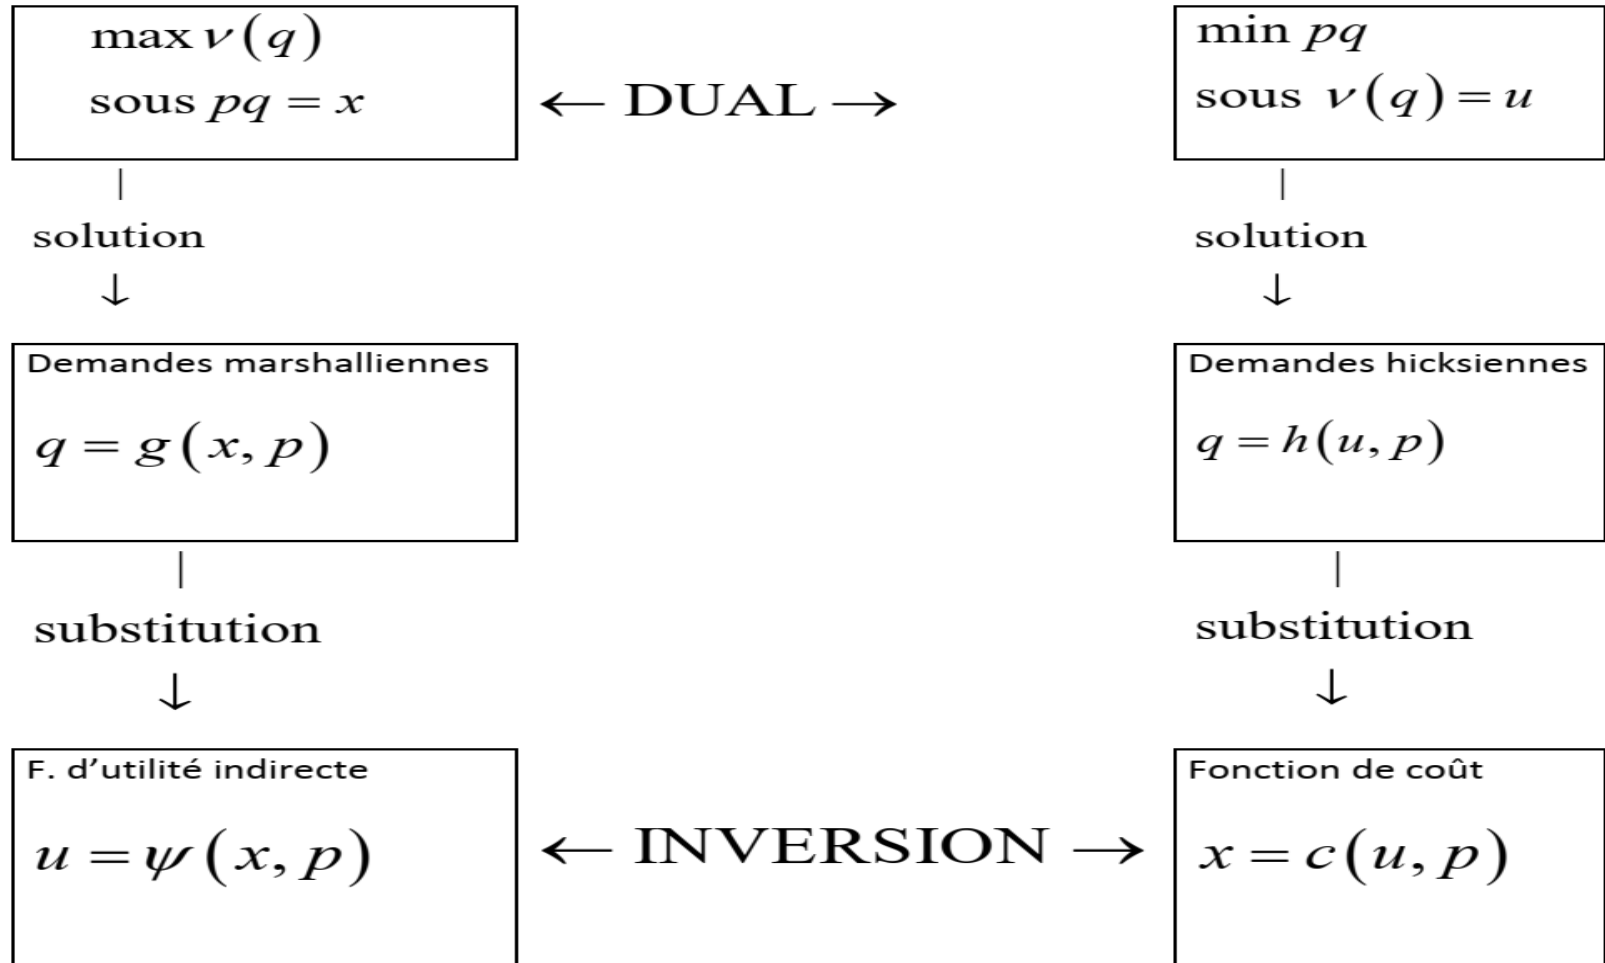 max ν(q)
sous pq = x
← DUAL →
min pq
sous ν(q) = u
|
solution
↓
|
solution
↓
Demandes marshalliennes
q = g(x, p)
Demandes hicksiennes
q = h(u, p)
|
substitution
↓
|
substitution
↓
F. d’utilité indirecte
u = ψ(x, p)
← INVERSION →
Fonction de coût
x = c(u, p)